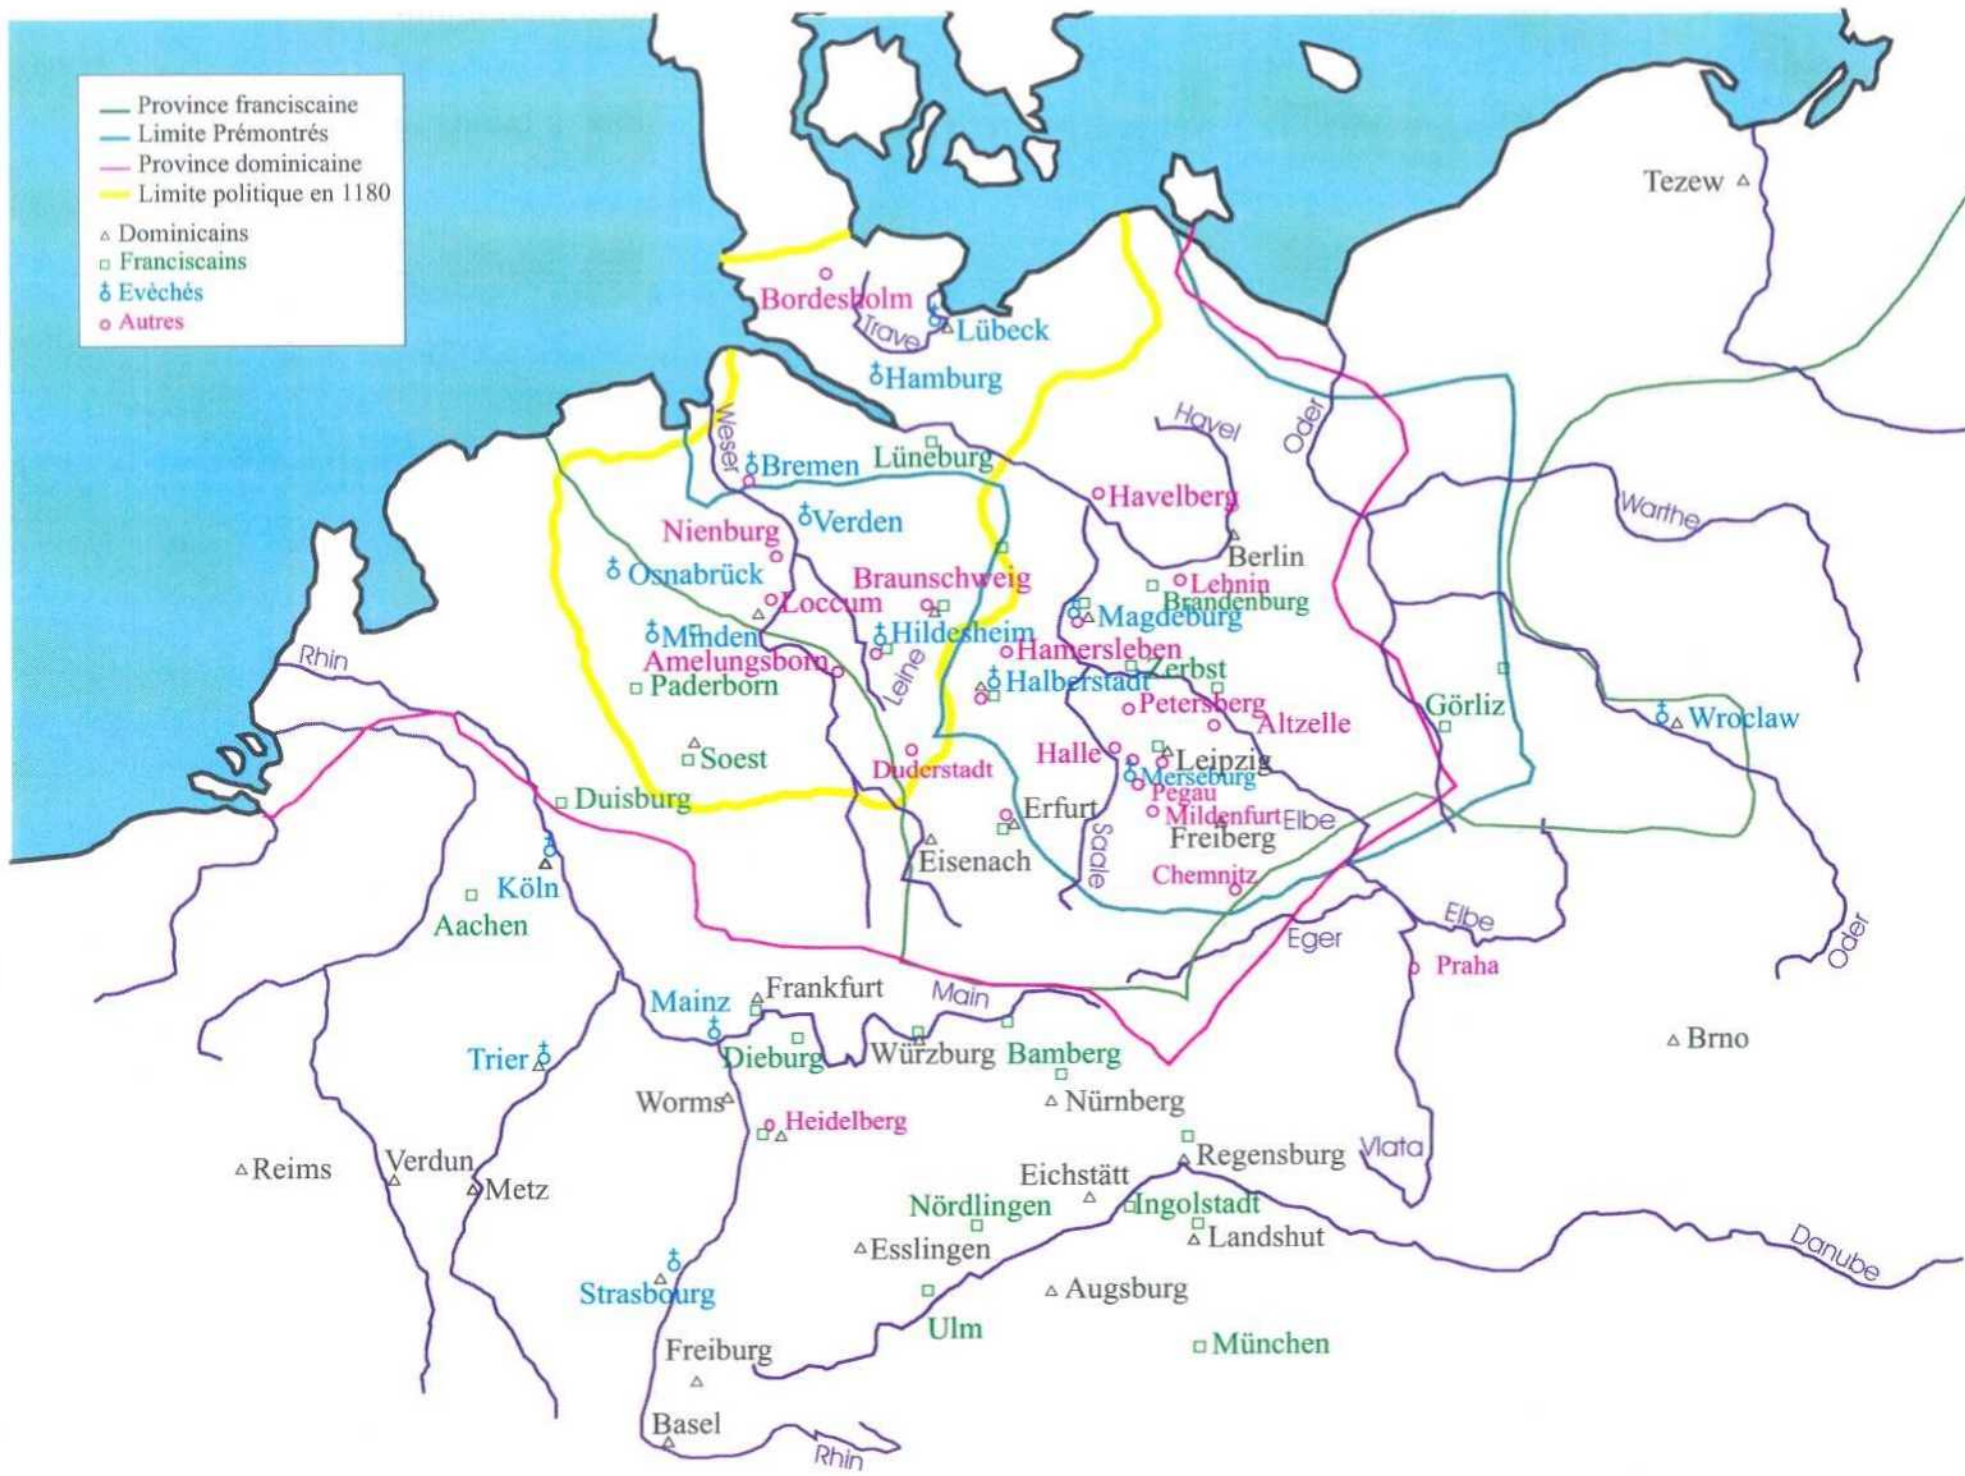 Province franciscaine
Limite Prémontrés
Province dominicaine
Limite politique en 1180
Dominicains
Franciscains
Evèchés
Autres
Tezew
Bordesholm
Trave
Lübeck
Hamburg
Weser
Havel
Oder
Bremen
Lüneburg
Havelberg
Warthe
Verden
Nienburg
Berlin
Osnabrück
Braunschweig
Lehnin
Loccum
Brandenburg
Magdeburg
Minden
Hildesheim
Hamersleben
Rhin
Amelungsborn
Leine
Zerbst
Paderborn
Halberstadt
Petersberg
Görliz
Altzelle
Wroclaw
Soest
Halle
Leipzig
Duderstadt
Merseburg
Pegau
Duisburg
Erfurt
Mildenfurt
Elbe
Freiberg
Saale
Eisenach
Köln
Chemnitz
Aachen
Elbe
Eger
Oder
Praha
Frankfurt
Main
Mainz
Brno
Trier
Dieburg
Würzburg
Bamberg
Worms
Nürnberg
Heidelberg
Vlata
Regensburg
Verdun
Reims
Metz
Eichstätt
Nördlingen
Ingolstadt
Landshut
Esslingen
Danube
Strasbourg
Augsburg
Ulm
München
Freiburg
Basel
Rhin